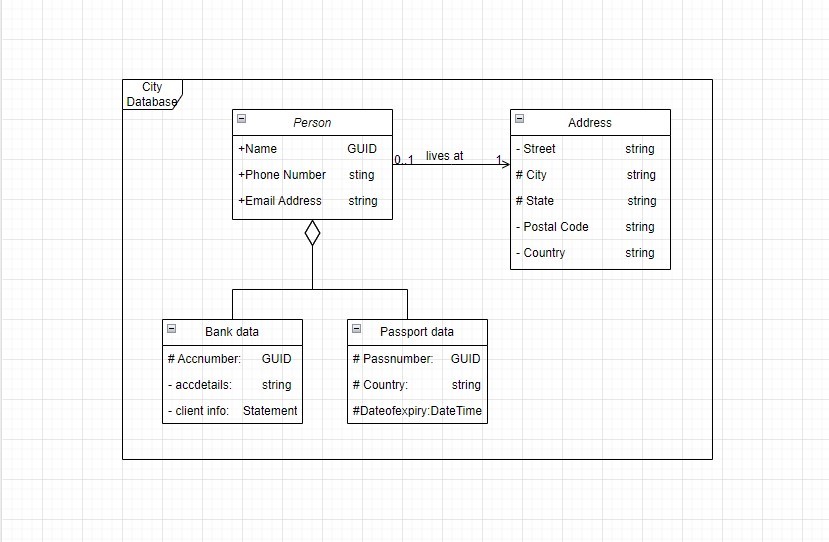 City
Database
Person
+Name GUID
+Phone Number sting
+Email Address string
0..1 lives at 1
Address
- Street string
# City string
# State string
- Postal Code string
- Country string
Bank data
# Accnumber: GUID
- accdetails: string
- client info: Statement
Passport data
# Passnumber: GUID
# Country: string
#Dateofexpiry:DateTime